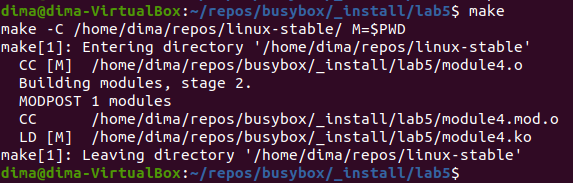 dima@dima-VirtualBox:~/repos/busybox/_install/lab5$ make
make -C /home/dima/repos/linux-stable/ M=$PWD
make[1]: Entering directory '/home/dima/repos/linux-stable'
  CC [M]  /home/dima/repos/busybox/_install/lab5/module4.o
  Building modules, stage 2.
  MODPOST 1 modules
  CC      /home/dima/repos/busybox/_install/lab5/module4.mod.o
  LD [M]  /home/dima/repos/busybox/_install/lab5/module4.ko
make[1]: Leaving directory '/home/dima/repos/linux-stable'
dima@dima-VirtualBox:~/repos/busybox/_install/lab5$